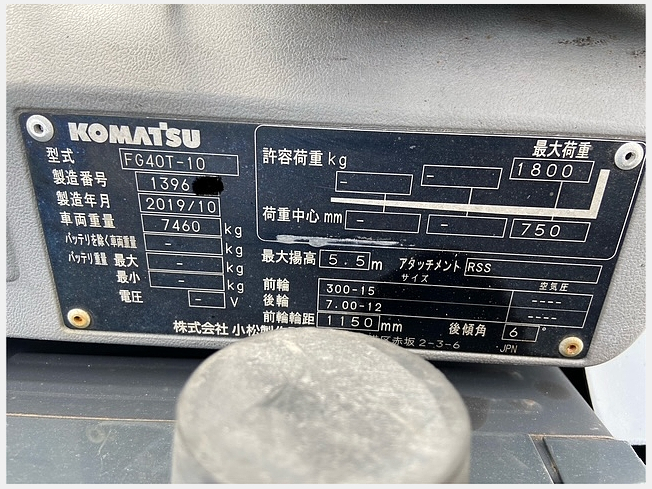 KOMATSU
型式 FG40T-10
製造番号 1396
製造年月 2019/10
車両重量 7460 kg
バッテリを除く車両重量 - kg
バッテリ重量 最大 - kg
最小 - kg
電圧 - V
許容荷重 kg 最大荷重
- - 1800
荷重中心 mm - - 750
最大揚高 5.5 m アタッチメント RSS
サイズ 空気圧
前輪 300-15 ----
後輪 7.00-12 ----
前輪輪距 1150 mm 後傾角 6 °
株式会社 小松製作 区赤坂 2-3-6 JPN